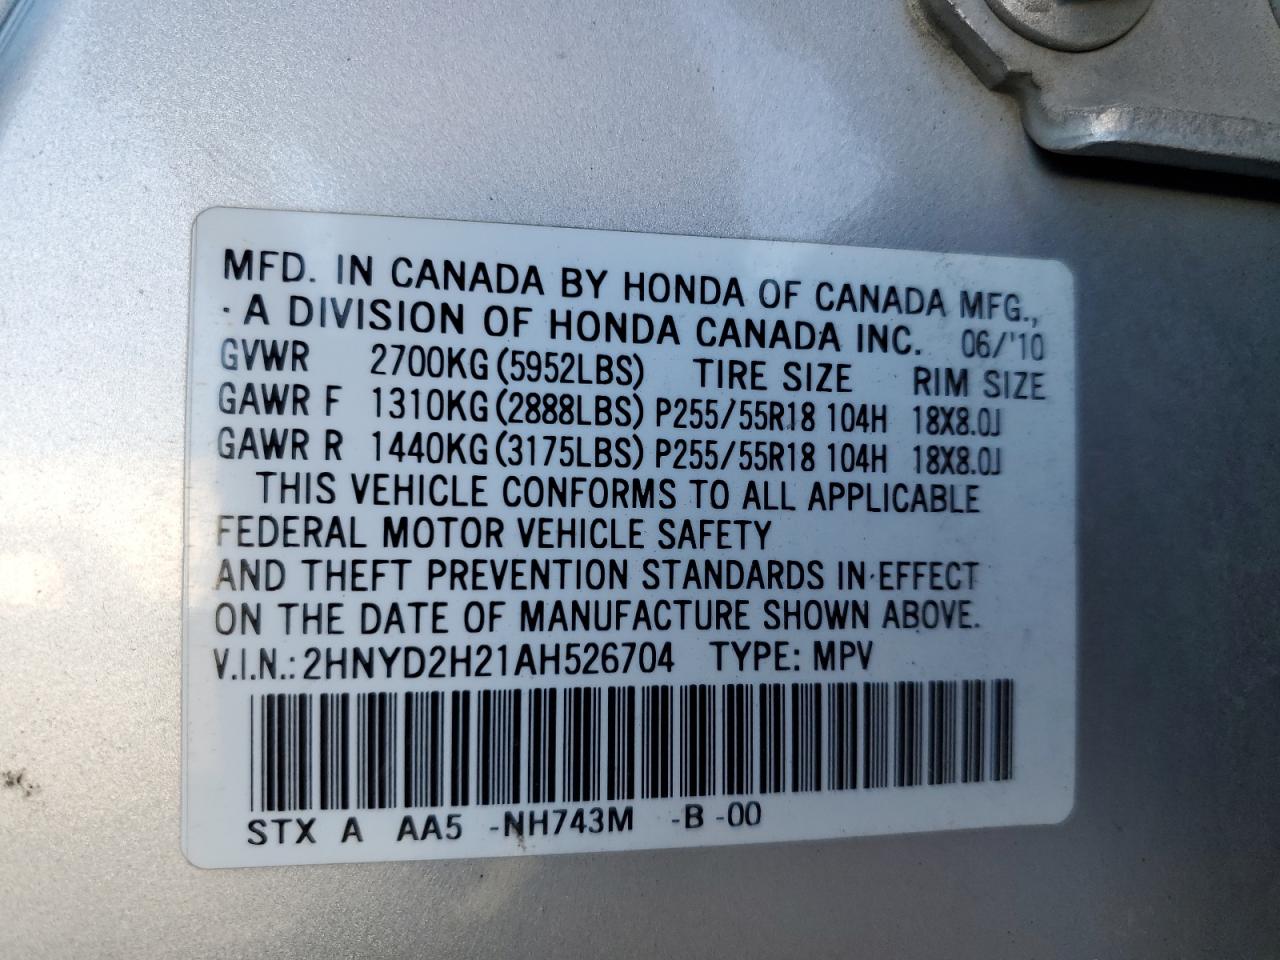 MFD. IN CANADA BY HONDA OF CANADA MFG.,
· A DIVISION OF HONDA CANADA INC. 06/'10
GVWR 2700KG (5952LBS) TIRE SIZE RIM SIZE
GAWR F 1310KG (2888LBS) P255/55R18 104H 18X8.0J
GAWR R 1440KG (3175LBS) P255/55R18 104H 18X8.0J
THIS VEHICLE CONFORMS TO ALL APPLICABLE
FEDERAL MOTOR VEHICLE SAFETY
AND THEFT PREVENTION STANDARDS IN EFFECT
ON THE DATE OF MANUFACTURE SHOWN ABOVE.
V.I.N.: 2HNYD2H21AH526704 TYPE: MPV
STX A AA5 -NH743M -B -00